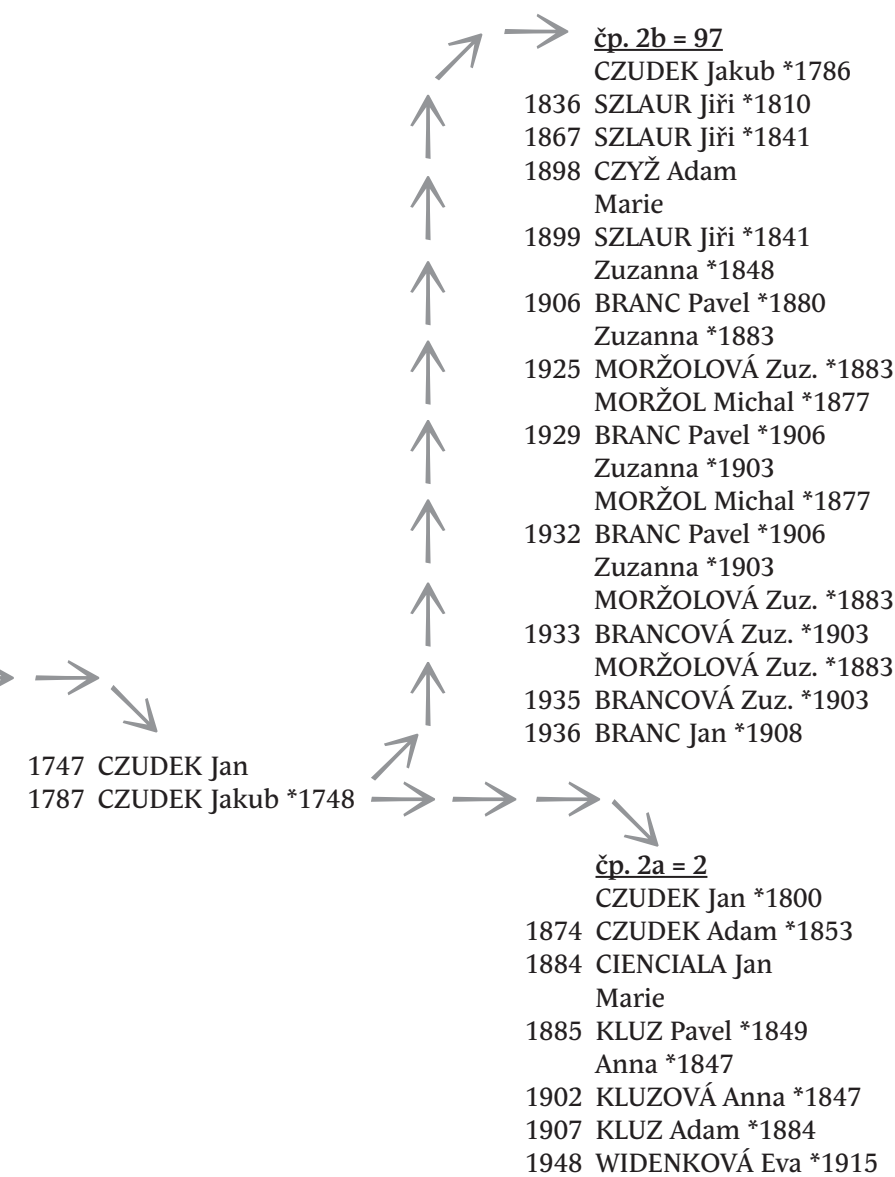 čp. 2b = 97
CZUDEK Jakub *1786
1836 SZLAUR Jiři *1810
1867 SZLAUR Jiři *1841
1898 CZYŽ Adam
Marie
1899 SZLAUR Jiři *1841
Zuzanna *1848
1906 BRANC Pavel *1880
Zuzanna *1883
1925 MORŽOLOVÁ Zuz. *1883
MORŽOL Michal *1877
1929 BRANC Pavel *1906
Zuzanna *1903
MORŽOL Michal *1877
1932 BRANC Pavel *1906
Zuzanna *1903
MORŽOLOVÁ Zuz. *1883
1933 BRANCOVÁ Zuz. *1903
MORŽOLOVÁ Zuz. *1883
1935 BRANCOVÁ Zuz. *1903
1936 BRANC Jan *1908
1747 CZUDEK Jan
1787 CZUDEK Jakub *1748
čp. 2a = 2
CZUDEK Jan *1800
1874 CZUDEK Adam *1853
1884 CIENCIALA Jan
Marie
1885 KLUZ Pavel *1849
Anna *1847
1902 KLUZOVÁ Anna *1847
1907 KLUZ Adam *1884
1948 WIDENKOVÁ Eva *1915